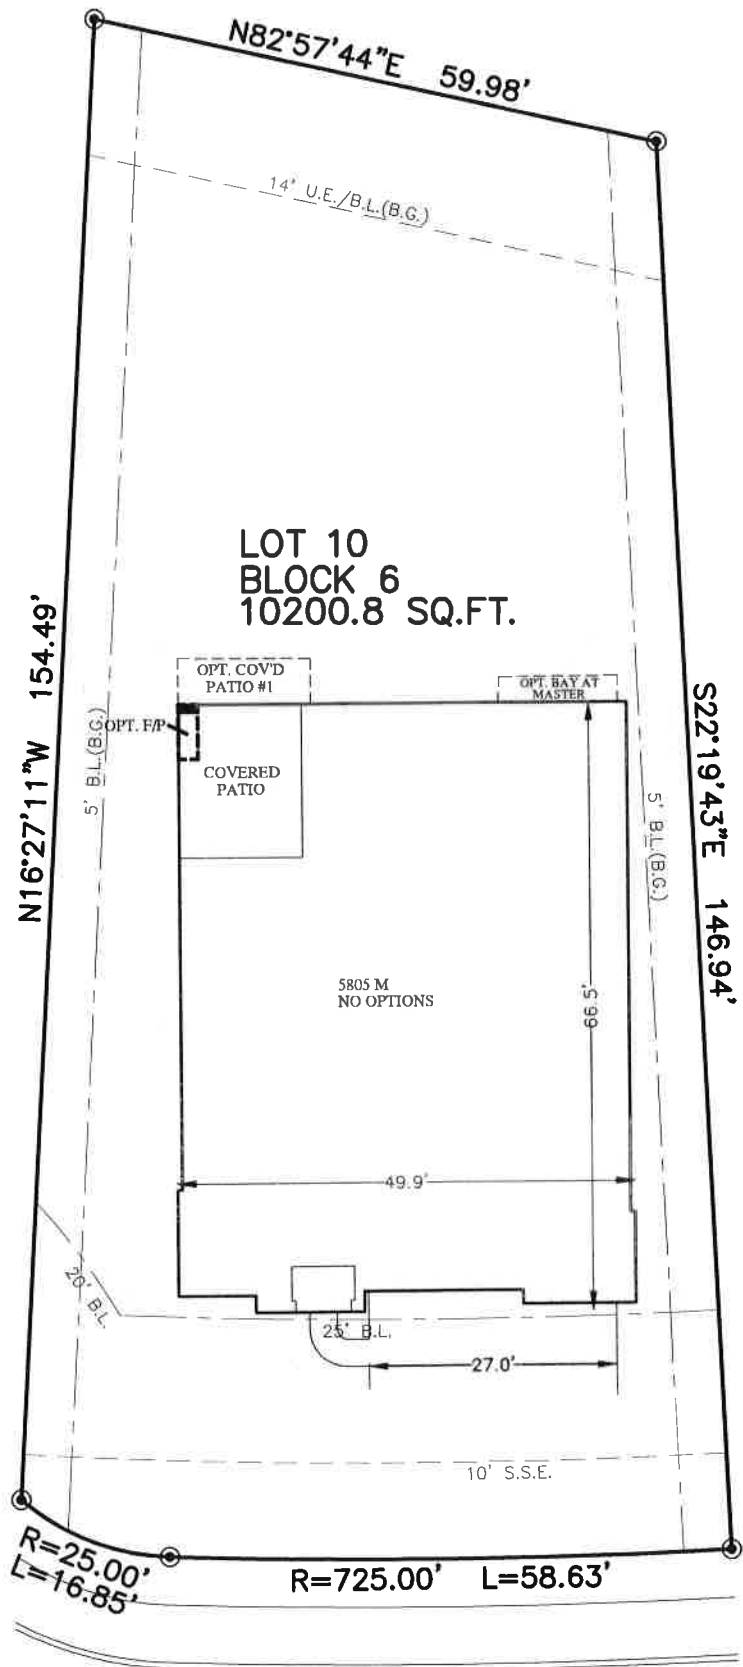 N82°57'44"E 59.98'
14' U.E./B.L.(B.G.)
LOT 10
BLOCK 6
10200.8 SQ.FT.
N16°27'11"W 154.49'
5' B.L.(B.G.)
OPT. COV'D
PATIO #1
OPT. BAY AT
MASTER
OPT. F/P
COVERED
PATIO
S22°19'43"E 146.94'
5' B.L.(B.G.)
5805 M
NO OPTIONS
66.5'
49.9'
20' B.L.
25' B.L.
27.0'
10' S.S.E.
R=25.00'
L=16.85'
R=725.00' L=58.63'